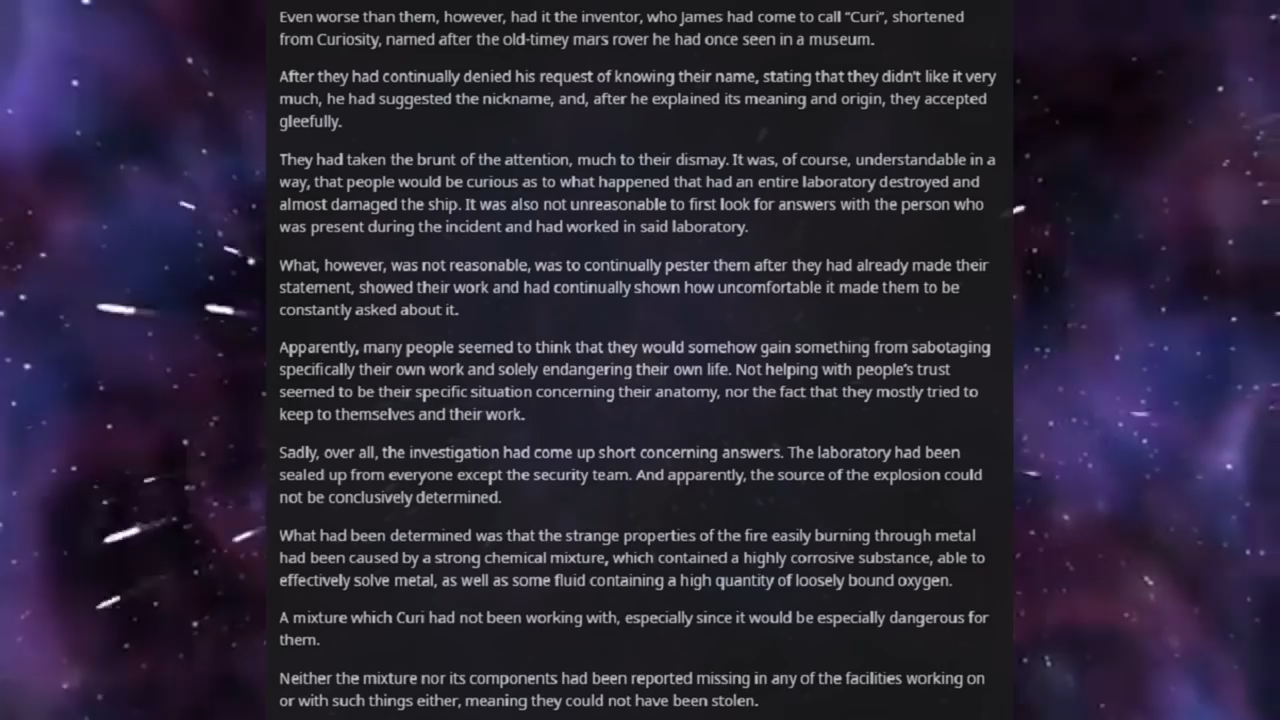 Even worse than them, however, had it the inventor, who James had come to call “Curi”, shortened
from Curiosity, named after the old-timey mars rover he had once seen in a museum.
After they had continually denied his request of knowing their name, stating that they didn’t like it very
much, he had suggested the nickname, and, after he explained its meaning and origin, they accepted
gleefully.
They had taken the brunt of the attention, much to their dismay. It was, of course, understandable in a
way, that people would be curious as to what happened that had an entire laboratory destroyed and
almost damaged the ship. It was also not unreasonable to first look for answers with the person who
was present during the incident and had worked in said laboratory.
What, however, was not reasonable, was to continually pester them after they had already made their
statement, showed their work and had continually shown how uncomfortable it made them to be
constantly asked about it.
Apparently, many people seemed to think that they would somehow gain something from sabotaging
specifically their own work and solely endangering their own life. Not helping with people’s trust
seemed to be their specific situation concerning their anatomy, nor the fact that they mostly tried to
keep to themselves and their work.
Sadly, over all, the investigation had come up short concerning answers. The laboratory had been
sealed up from everyone except the security team. And apparently, the source of the explosion could
not be conclusively determined.
What had been determined was that the strange properties of the fire easily burning through metal
had been caused by a strong chemical mixture, which contained a highly corrosive substance, able to
effectively solve metal, as well as some fluid containing a high quantity of loosely bound oxygen.
A mixture which Curi had not been working with, especially since it would be especially dangerous for
them.
Neither the mixture nor its components had been reported missing in any of the facilities working on
or with such things either, meaning they could not have been stolen.